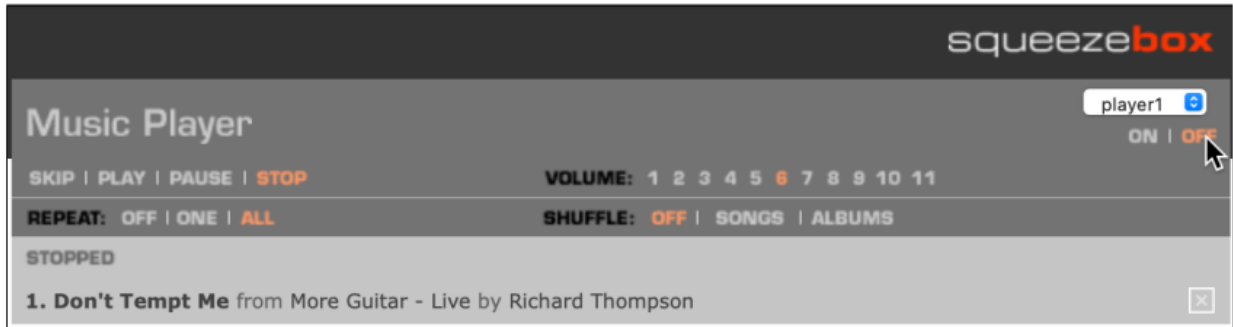 squeezebox
Music Player
player1
ON | OFF
SKIP | PLAY | PAUSE | STOP
VOLUME: 1 2 3 4 5 6 7 8 9 10 11
REPEAT: OFF | ONE | ALL
SHUFFLE: OFF | SONGS | ALBUMS
STOPPED
1. Don't Tempt Me from More Guitar - Live by Richard Thompson